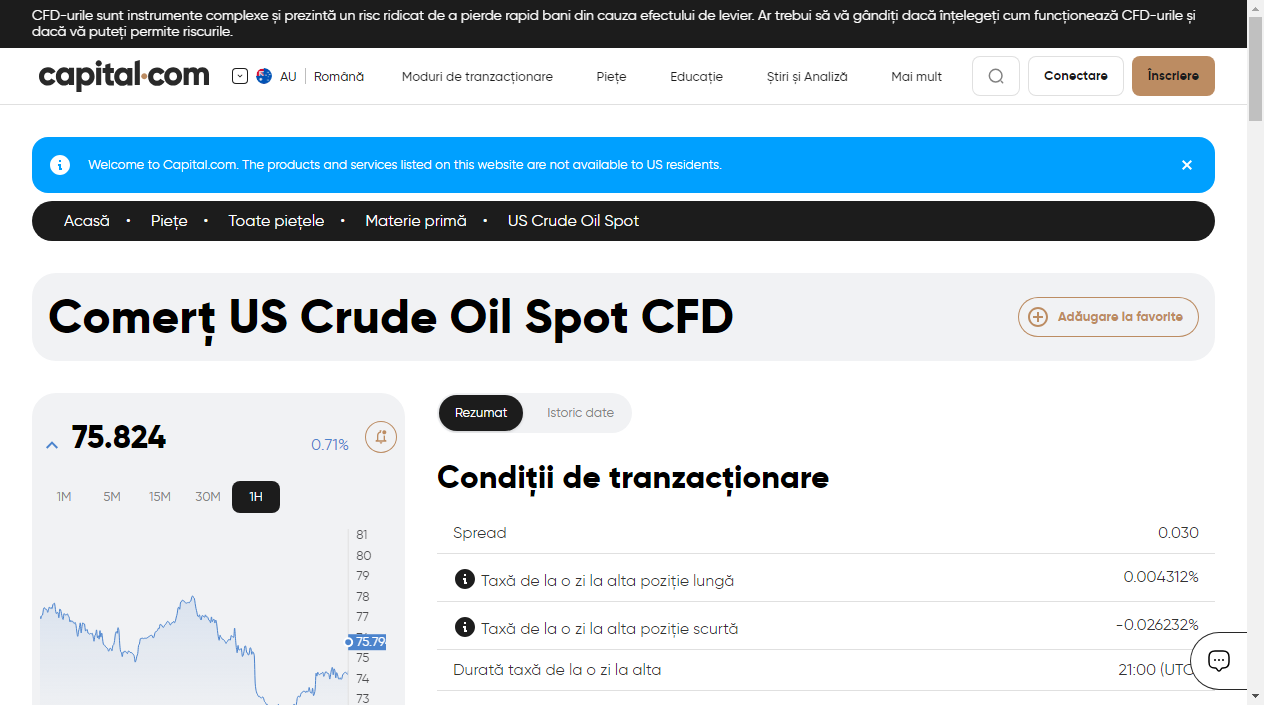 CFD-urile sunt instrumente complexe și prezintă un risc ridicat de a pierde rapid bani din cauza efectului de levier. Ar trebui să vă gândiți dacă înțelegeți cum funcționează CFD-urile și
dacă vă puteți permite riscurile.
capital.com AU Română Moduri de tranzacționare Piețe Educație Știri și Analiză Mai mult Conectare Înscriere
Welcome to Capital.com. The products and services listed on this website are not available to US residents.
Acasă • Piețe • Toate piețele • Materie primă • US Crude Oil Spot
Comerț US Crude Oil Spot CFD
Adăugare la favorite
75.824 0.71%
1M 5M 15M 30M 1H
81
80
79
78
77
75.79
75
74
73
Rezumat Istoric date
Condiții de tranzacționare
Spread 0.030
Taxă de la o zi la alta poziție lungă 0.004312%
Taxă de la o zi la alta poziție scurtă -0.026232%
Durată taxă de la o zi la alta 21:00 (UTC